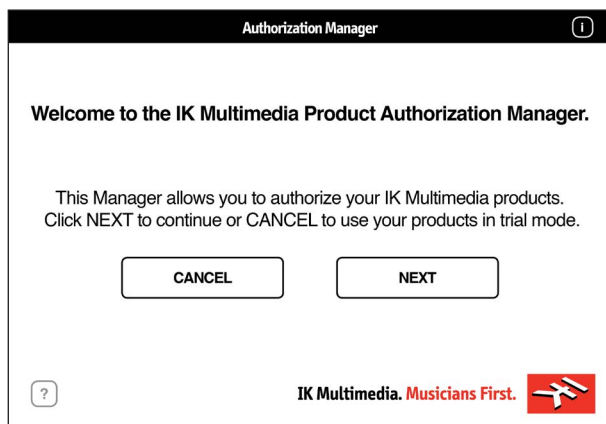 Authorization Manager
i
Welcome to the IK Multimedia Product Authorization Manager.
This Manager allows you to authorize your IK Multimedia products.
Click NEXT to continue or CANCEL to use your products in trial mode.
CANCEL
NEXT
?
IK Multimedia. Musicians First.